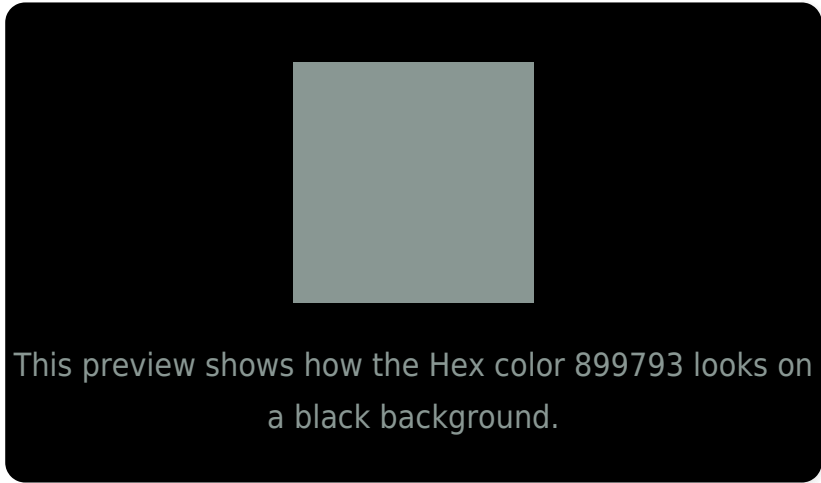 This preview shows how the Hex color 899793 looks on
a black background.